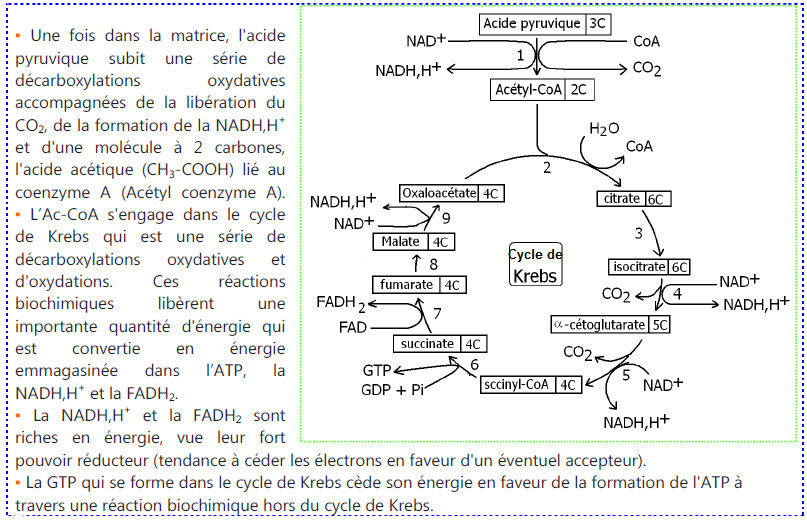 ▪ Une fois dans la matrice, l'acide
pyruvique subit une série de
décarboxylations oxydatives
accompagnées de la libération du
CO₂, de la formation de la NADH,H⁺
et d'une molécule à 2 carbones,
l'acide acétique (CH₃-COOH) lié au
coenzyme A (Acétyl coenzyme A).
▪ L'Ac-CoA s'engage dans le cycle
de Krebs qui est une série de
décarboxylations oxydatives et
d'oxydations. Ces réactions
biochimiques libèrent une
importante quantité d'énergie qui
est convertie en énergie
emmagasinée dans l'ATP, la
NADH,H⁺ et la FADH₂.
▪ La NADH,H⁺ et la FADH₂ sont
riches en énergie, vue leur fort
pouvoir réducteur (tendance à céder les électrons en faveur d'un éventuel accepteur).
▪ La GTP qui se forme dans le cycle de Krebs cède son énergie en faveur de la formation de l'ATP à
travers une réaction biochimique hors du cycle de Krebs.
Acide pyruvique 3C
NAD⁺ CoA
1
NADH,H⁺ CO₂
Acétyl-CoA 2C
H₂O
CoA
2
Oxaloacétate 4C
citrate 6C
NADH,H⁺
NAD⁺
9
3
Malate 4C
Cycle de
Krebs
8
isocitrate 6C
fumarate 4C
CO₂ 4 NAD⁺
NADH,H⁺
FADH₂
7
FAD
α-cétoglutarate 5C
succinate 4C
CO₂
6
GTP
GDP + Pi
sccinyl-CoA 4C
5
NAD⁺
NADH,H⁺